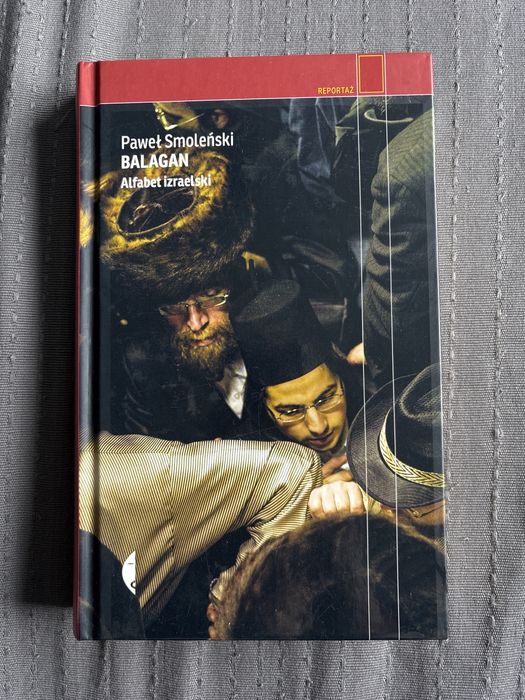 REPORTAŻ
Paweł Smoleński
BALAGAN
Alfabet izraelski